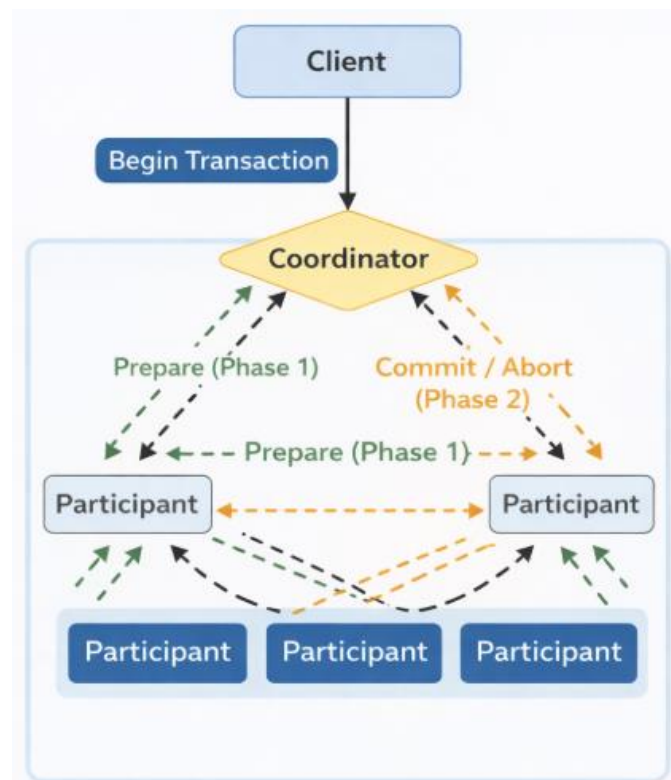 Client
Begin Transaction
Coordinator
Prepare (Phase 1)
Commit / Abort
(Phase 2)
Prepare (Phase 1)
Participant
Participant
Participant
Participant
Participant